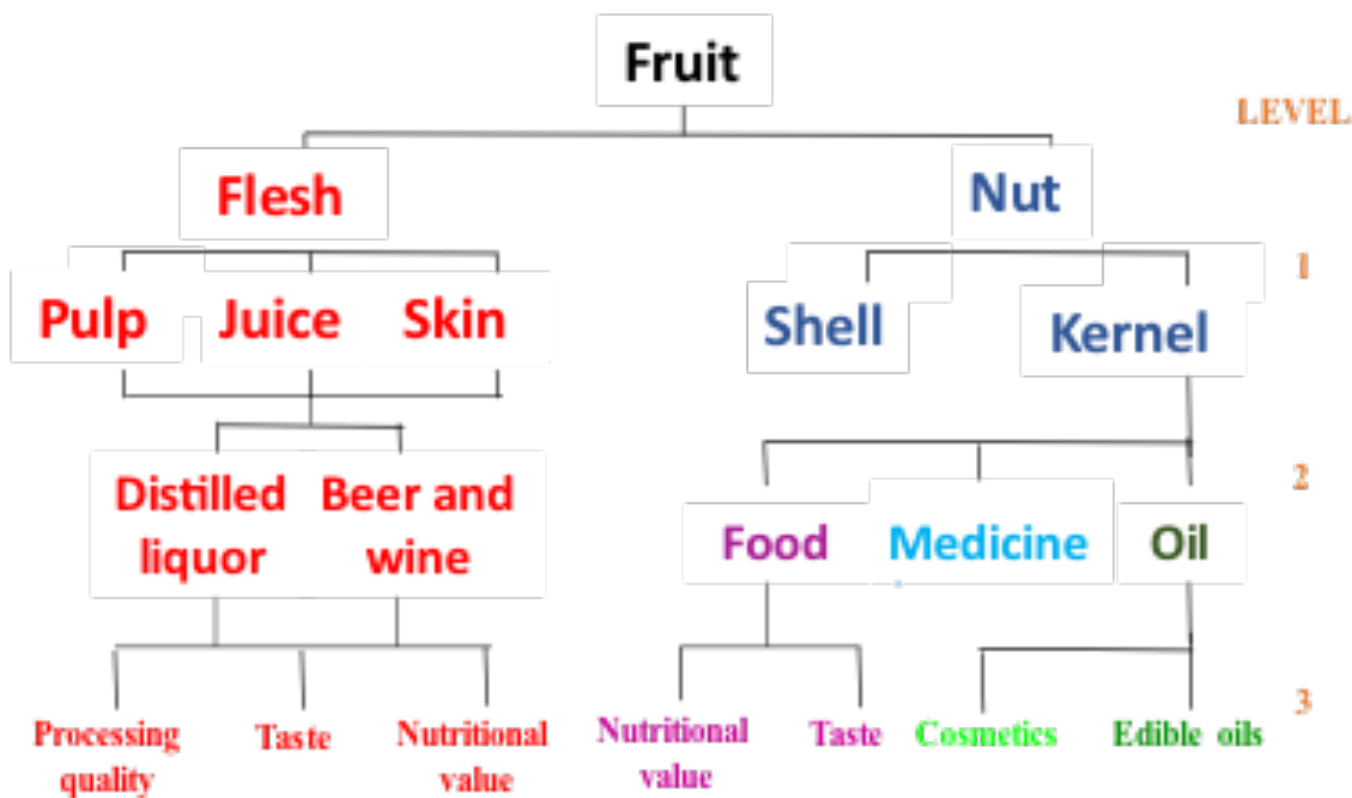 Fruit
LEVEL
Flesh
Nut
1
Pulp
Juice
Skin
Shell
Kernel
2
Distilled
liquor
Beer and
wine
Food
Medicine
Oil
3
Processing
quality
Taste
Nutritional
value
Nutritional
value
Taste
Cosmetics
Edible oils